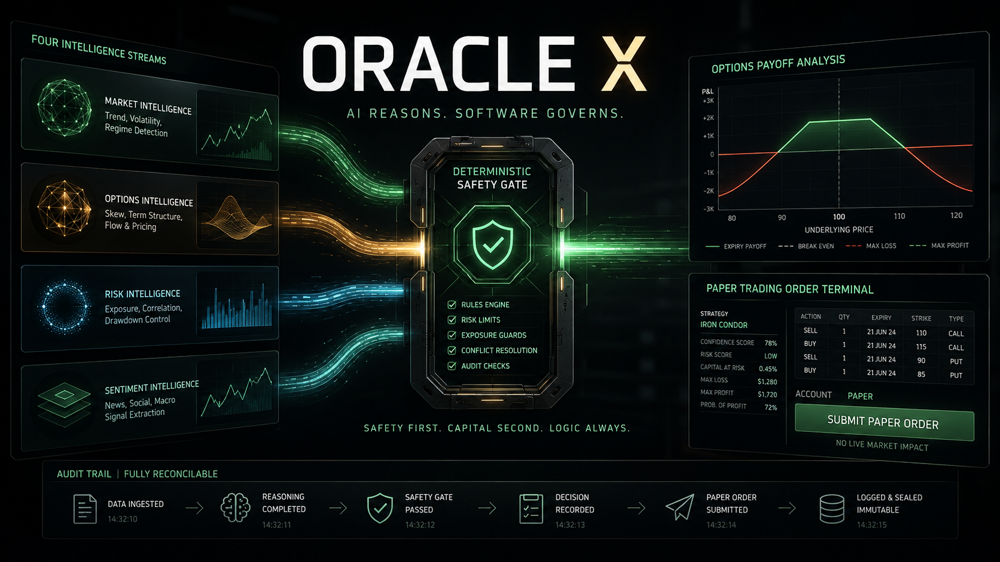 ORACLE X
AI REASONS. SOFTWARE GOVERNS.
FOUR INTELLIGENCE STREAMS
MARKET INTELLIGENCE
Trend, Volatility,
Regime Detection
OPTIONS INTELLIGENCE
Skew, Term Structure,
Flow & Pricing
RISK INTELLIGENCE
Exposure, Correlation,
Drawdown Control
SENTIMENT INTELLIGENCE
News, Social, Macro
Signal Extraction
DETERMINISTIC
SAFETY GATE
RULES ENGINE
RISK LIMITS
EXPOSURE GUARDS
CONFLICT RESOLUTION
AUDIT CHECKS
SAFETY FIRST. CAPITAL SECOND. LOGIC ALWAYS.
OPTIONS PAYOFF ANALYSIS
P&L
+3K
+2K
+1K
0
-1K
-2K
-3K
80 90 100 110 120
UNDERLYING PRICE
EXPIRY PAYOFF BREAK EVEN MAX LOSS MAX PROFIT
PAPER TRADING ORDER TERMINAL
STRATEGY
IRON CONDOR
CONFIDENCE SCORE 78%
RISK SCORE LOW
CAPITAL AT RISK 0.45%
MAX LOSS $1,280
MAX PROFIT $1,720
PROB. OF PROFIT 72%
ACTION QTY EXPIRY STRIKE TYPE
SELL 1 21 JUN 24 110 CALL
BUY 1 21 JUN 24 115 CALL
SELL 1 21 JUN 24 90 PUT
BUY 1 21 JUN 24 85 PUT
ACCOUNT PAPER
SUBMIT PAPER ORDER
NO LIVE MARKET IMPACT
AUDIT TRAIL | FULLY RECONCILABLE
DATA INGESTED
14:32:10
REASONING
COMPLETED
14:32:11
SAFETY GATE
PASSED
14:32:12
DECISION
RECORDED
14:32:13
PAPER ORDER
SUBMITTED
14:32:14
LOGGED & SEALED
IMMUTABLE
14:32:15